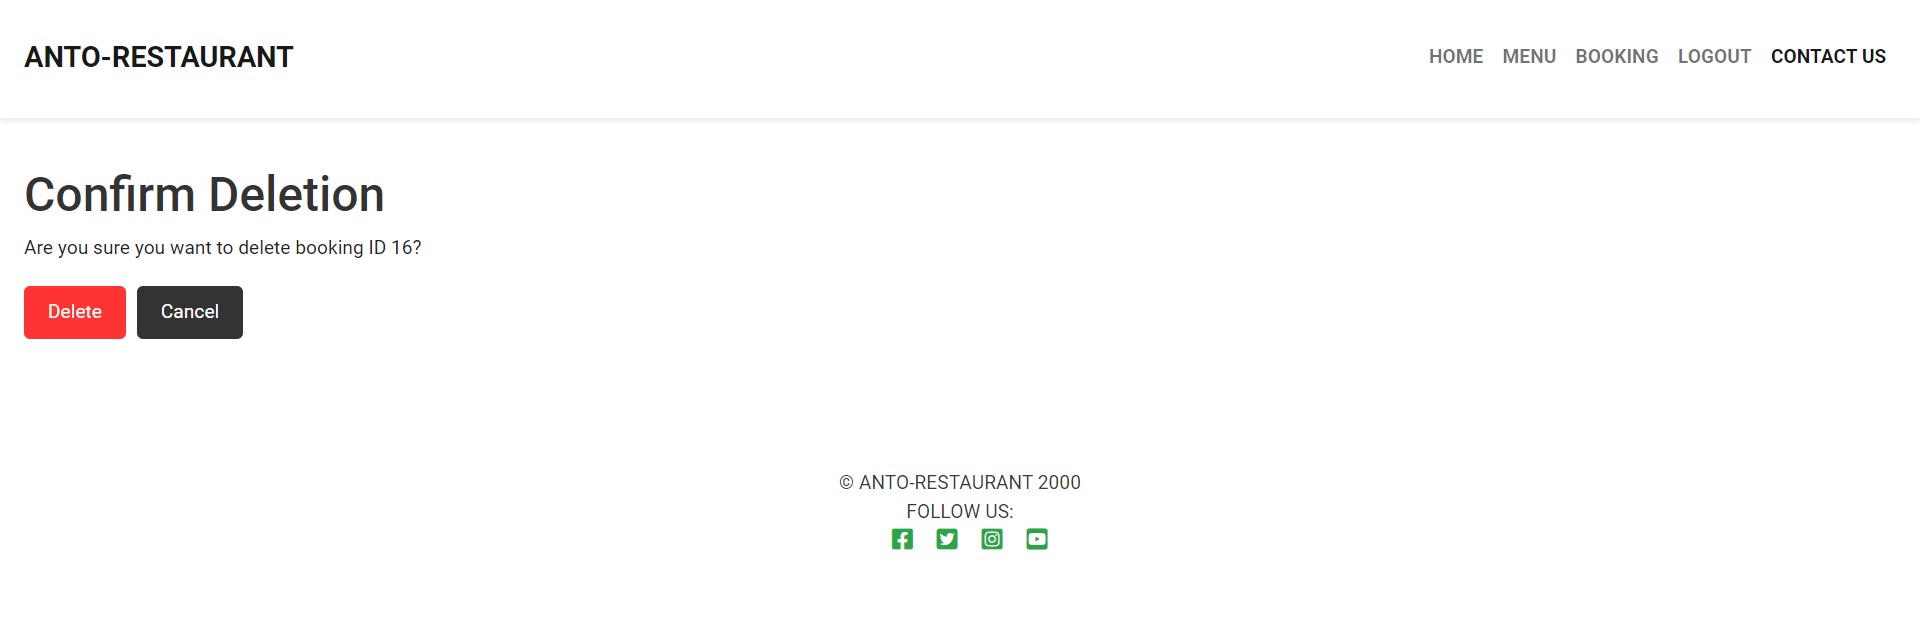 ANTO-RESTAURANT
HOME MENU BOOKING LOGOUT CONTACT US
Confirm Deletion
Are you sure you want to delete booking ID 16?
Delete Cancel
© ANTO-RESTAURANT 2000
FOLLOW US: